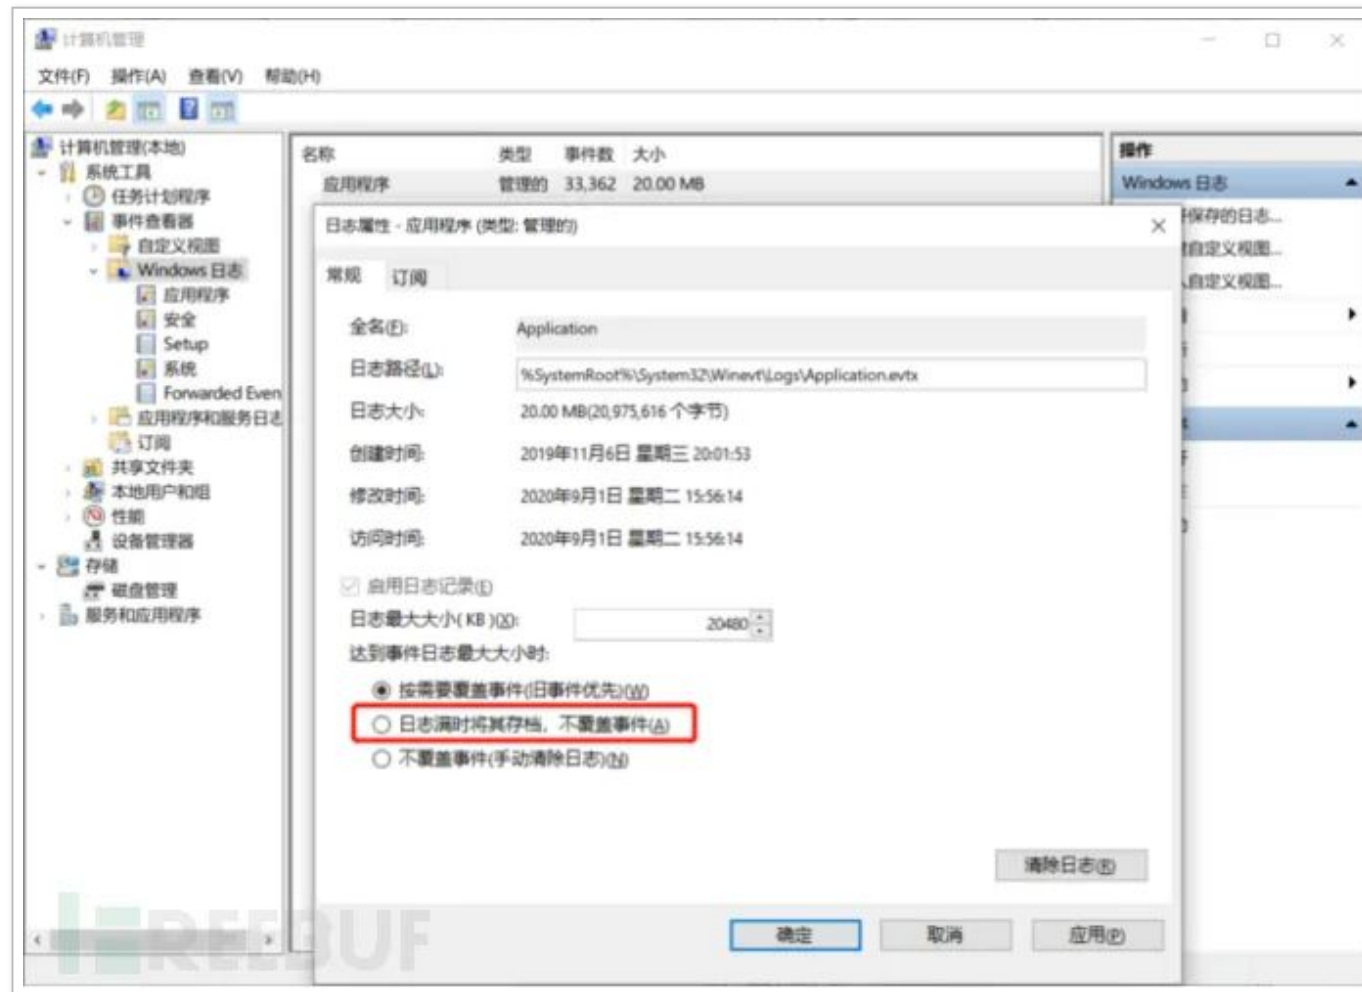 计算机管理
文件(F) 操作(A) 查看(V) 帮助(H)
计算机管理(本地)
系统工具
任务计划程序
事件查看器
自定义视图
Windows 日志
应用程序
安全
Setup
系统
Forwarded Even
应用程序和服务日志
订阅
共享文件夹
本地用户和组
性能
设备管理器
存储
磁盘管理
服务和应用程序
名称 类型 事件数 大小
应用程序 管理的 33,362 20.00 MB
操作
Windows 日志
保存的日志...
自定义视图...
自定义视图...
日志属性 - 应用程序 (类型: 管理的)
常规 订阅
全名(F): Application
日志路径(L): %SystemRoot%\System32\Winevt\Logs\Application.evtx
日志大小: 20.00 MB(20,975,616 个字节)
创建时间: 2019年11月6日 星期三 20:01:53
修改时间: 2020年9月1日 星期二 15:56:14
访问时间: 2020年9月1日 星期二 15:56:14
启用日志记录(E)
日志最大大小( KB )(X): 20480
达到事件日志最大大小时:
按需要覆盖事件(旧事件优先)(W)
日志满时将其存档，不覆盖事件(A)
不覆盖事件(手动清除日志)(N)
清除日志(R)
确定 取消 应用(P)
FREEBUF